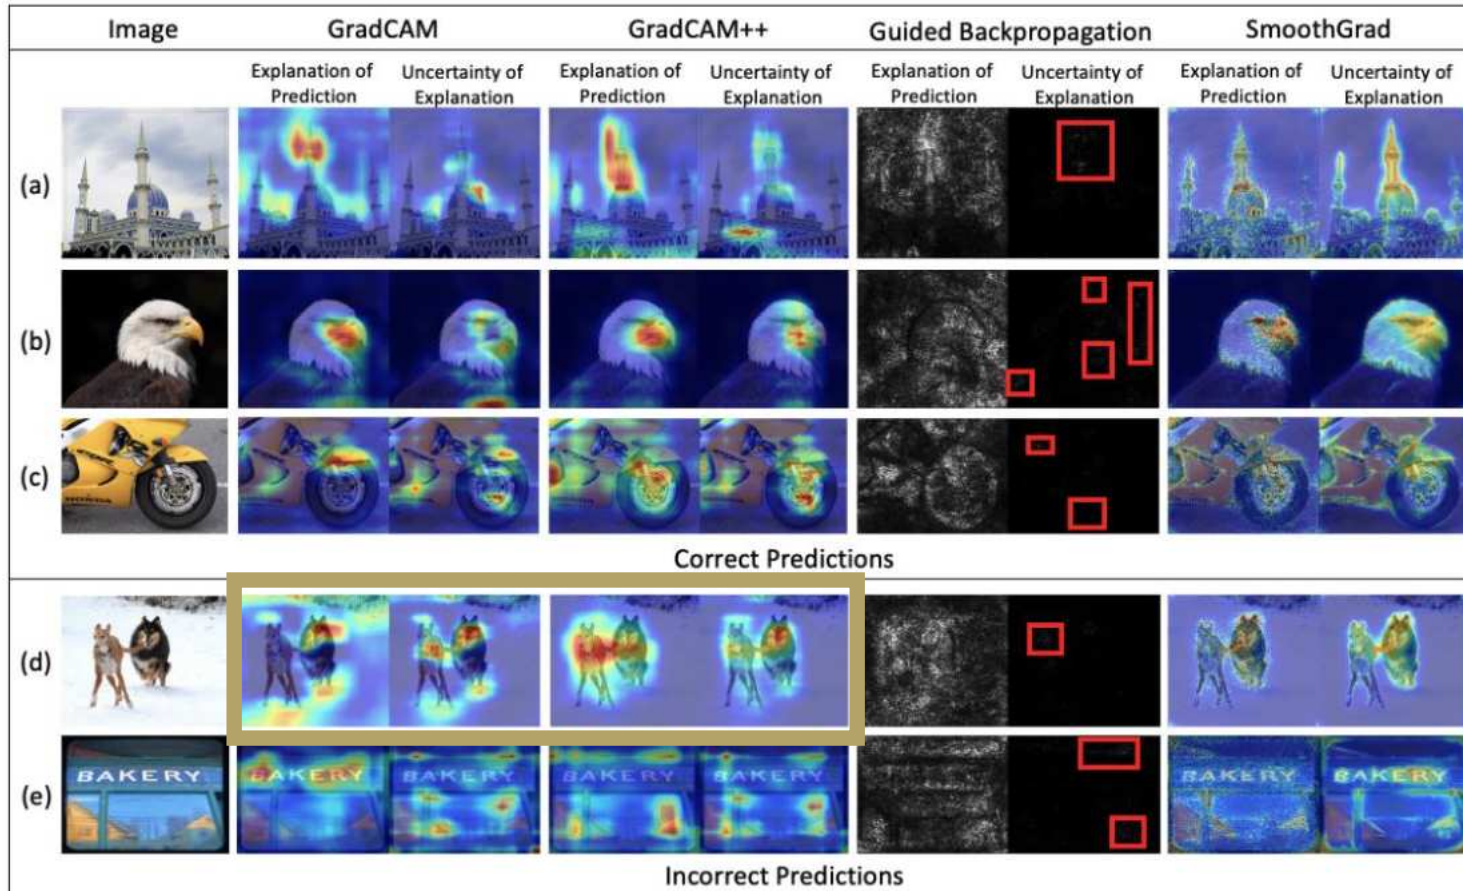 Image GradCAM GradCAM++ Guided Backpropagation SmoothGrad
Explanation of Prediction Uncertainty of Explanation Explanation of Prediction Uncertainty of Explanation Explanation of Prediction Uncertainty of Explanation Explanation of Prediction Uncertainty of Explanation
(a)
(b)
(c)
HONDA
Correct Predictions
(d)
(e)
BAKERY BAKERY BAKERY BAKERY BAKERY BAKERY BAKERY
Incorrect Predictions